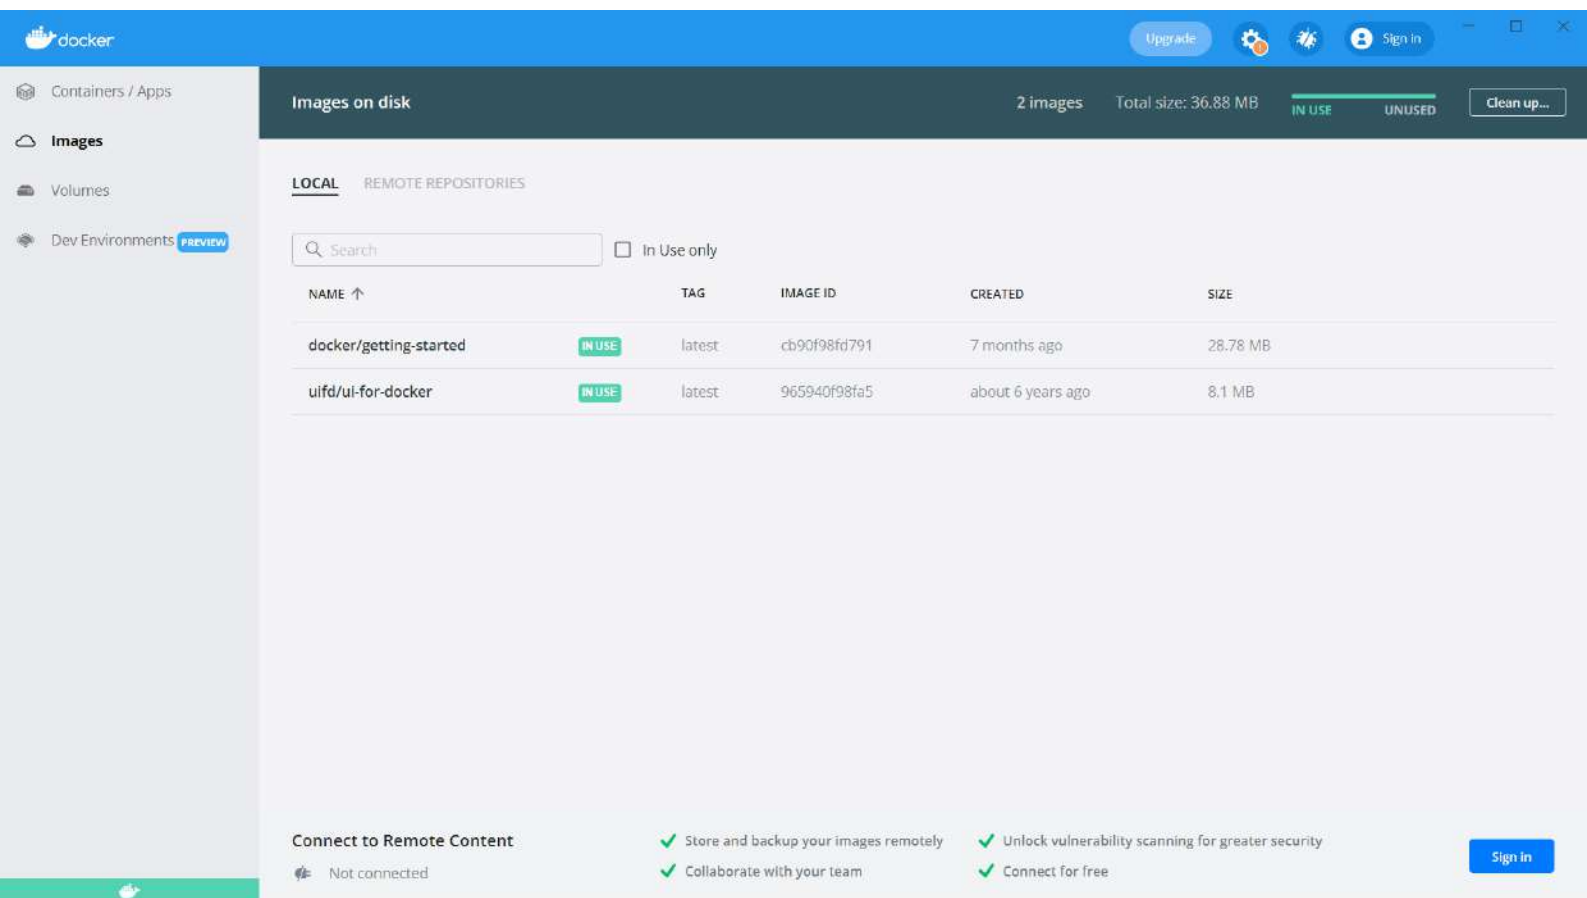 docker
Upgrade
Sign in
Containers / Apps
Images
Volumes
Dev Environments PREVIEW
Images on disk
2 images Total size: 36.88 MB IN USE UNUSED Clean up...
LOCAL REMOTE REPOSITORIES
Search
In Use only
NAME TAG IMAGE ID CREATED SIZE
docker/getting-started IN USE latest cb90f98fd791 7 months ago 28.78 MB
uifd/ui-for-docker IN USE latest 965940f98fa5 about 6 years ago 8.1 MB
Connect to Remote Content
Not connected
Store and backup your images remotely
Collaborate with your team
Unlock vulnerability scanning for greater security
Connect for free
Sign in